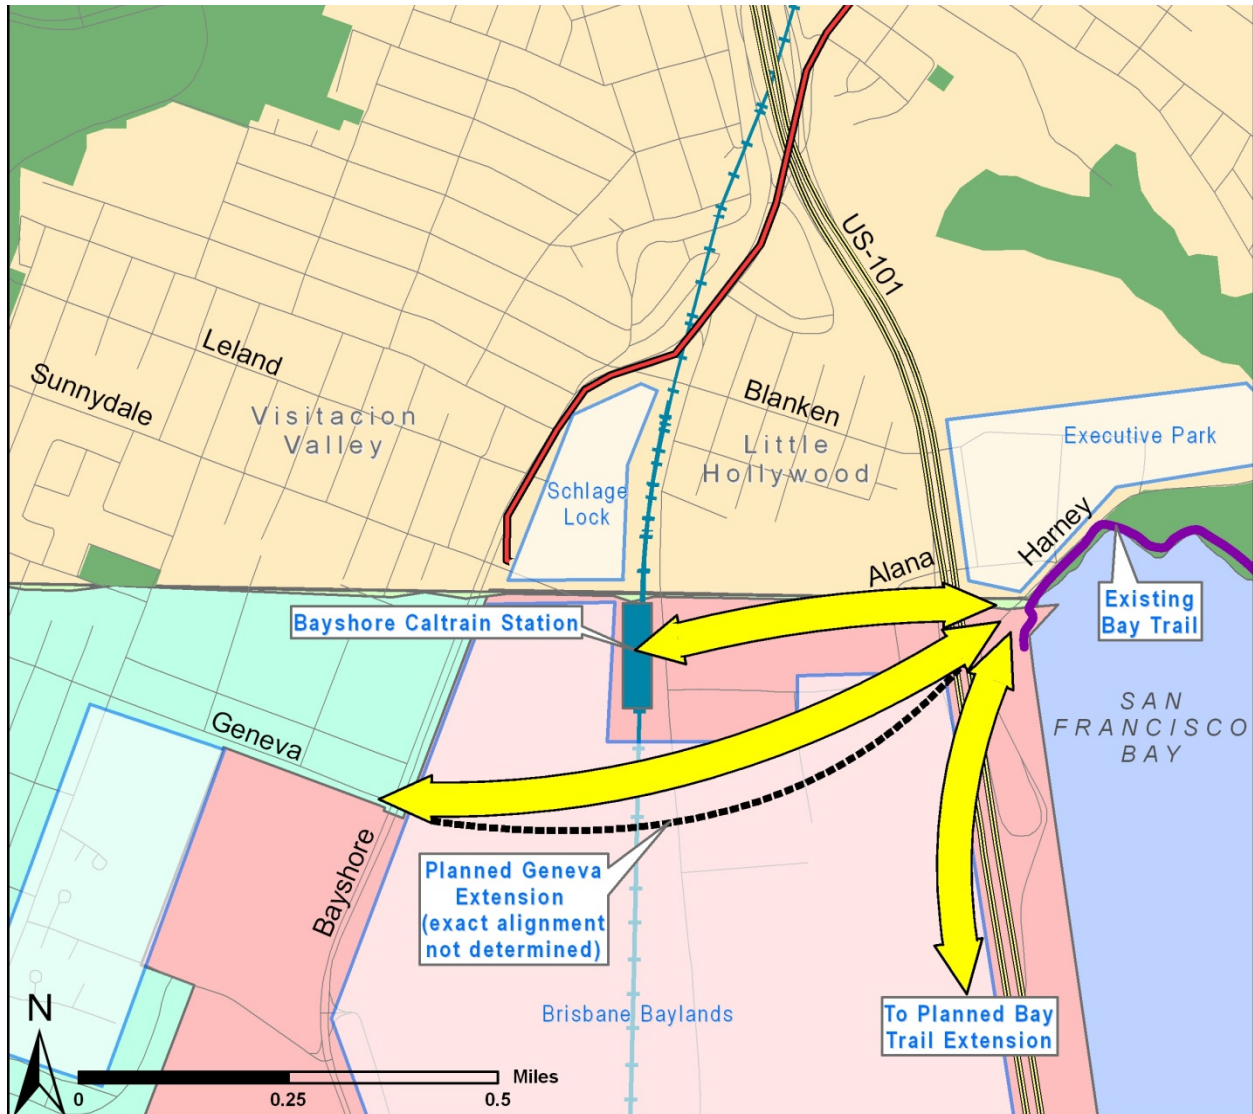 US-101
Leland
Sunnydale
Visitacion
Valley
Blanken
Little
Hollywood
Executive Park
Schlage
Lock
Harney
Alana
Existing
Bay Trail
Bayshore Caltrain Station
SAN
FRANCISCO
BAY
Geneva
Bayshore
Planned Geneva
Extension
(exact alignment
not determined)
Brisbane Baylands
To Planned Bay
Trail Extension
N
Miles
0
0.25
0.5